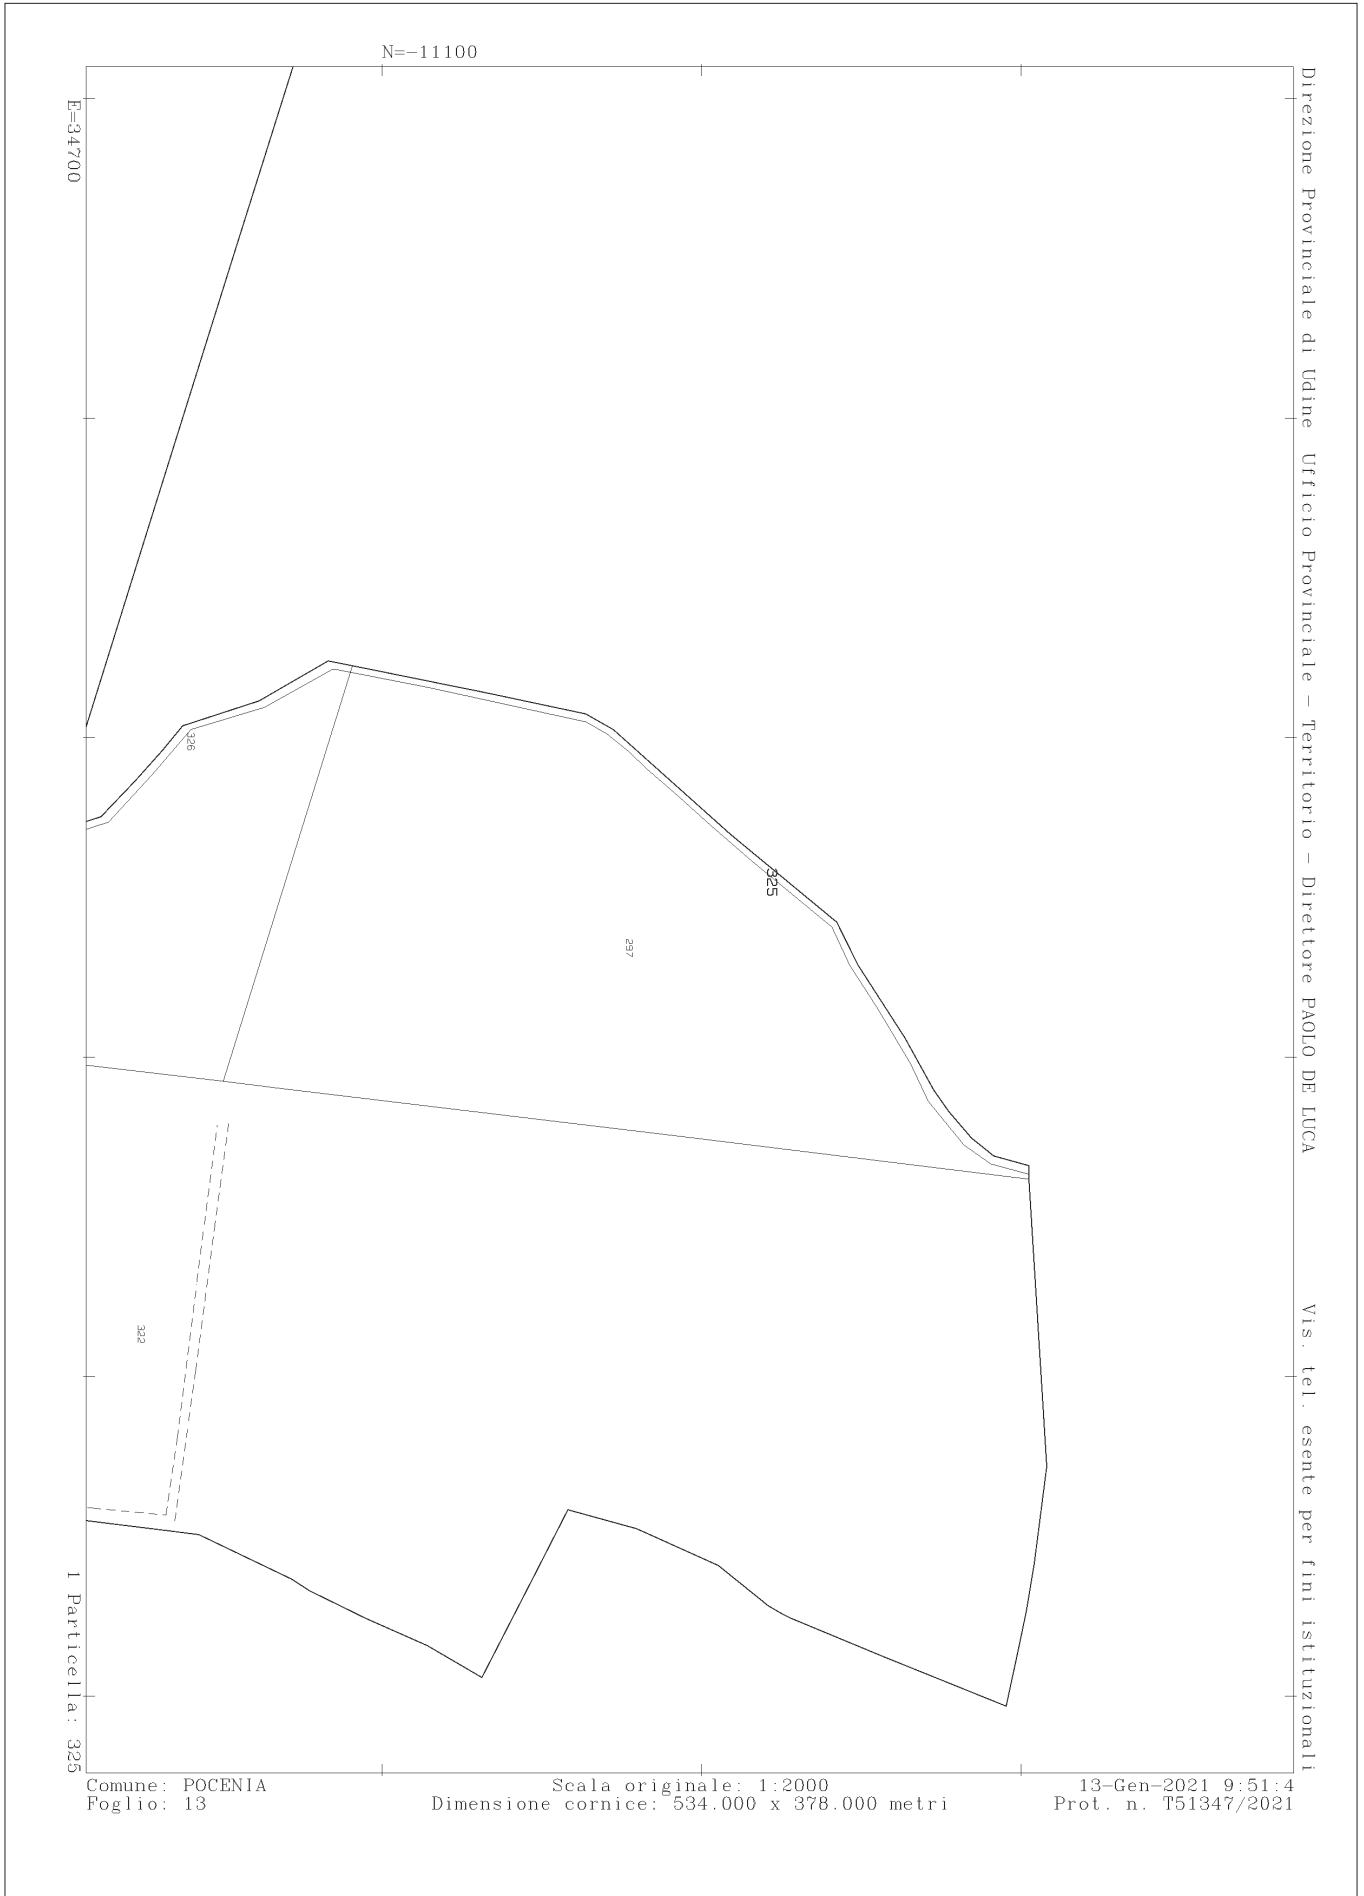 N=-11100
E=34700
Direzione Provinciale di Udine Ufficio Provinciale - Territorio - Direttore PAOLO DE LUCA
Vis. tel. esente per fini istituzionali
326
325
297
322
1 Particella: 325
Comune: POCENIA
Foglio: 13
Scala originale: 1:2000
Dimensione cornice: 534.000 x 378.000 metri
13-Gen-2021 9:51:4
Prot. n. T51347/2021